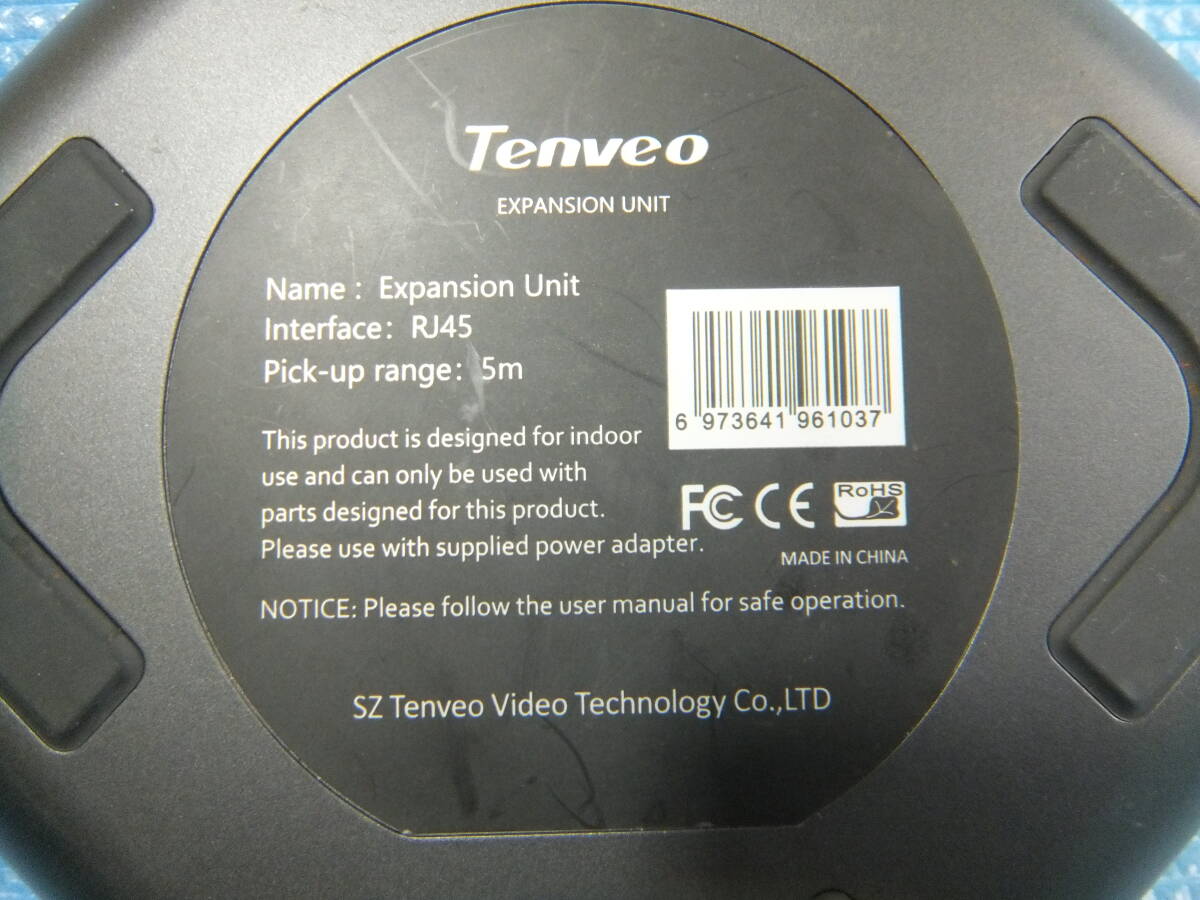 Tenveo
EXPANSION UNIT
Name : Expansion Unit
Interface: RJ45
Pick-up range: 5m
6 973641 961037
This product is designed for indoor
use and can only be used with
parts designed for this product.
Please use with supplied power adapter.
FC CE RoHS
MADE IN CHINA
NOTICE: Please follow the user manual for safe operation.
SZ Tenveo Video Technology Co.,LTD